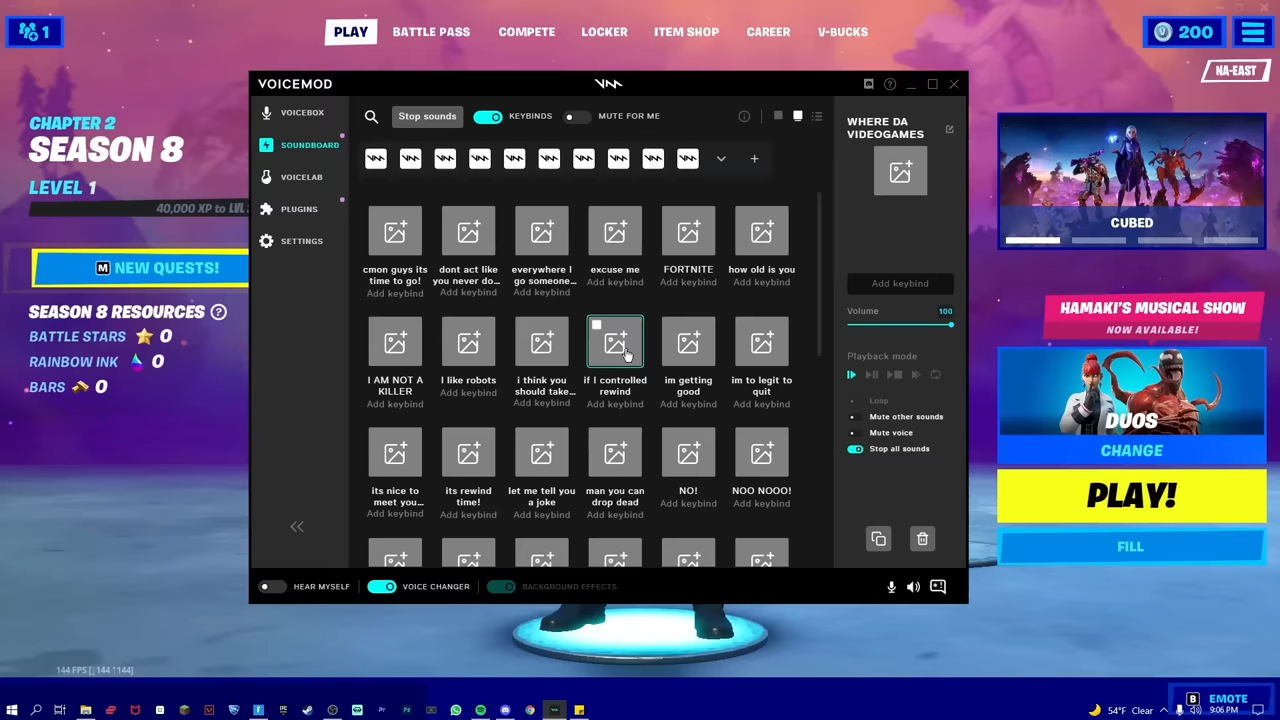 1
PLAY
BATTLE PASS
COMPETE
LOCKER
ITEM SHOP
CAREER
V-BUCKS
200
NA-EAST
CHAPTER 2
SEASON 8
LEVEL 1
40,000 XP to LVL
M NEW QUESTS!
SEASON 8 RESOURCES ?
BATTLE STARS 0
RAINBOW INK 0
BARS 0
VOICEMOD
VOICEBOX
SOUNDBOARD
VOICELAB
PLUGINS
SETTINGS
Stop sounds
KEYBINDS
MUTE FOR ME
cmon guys its
time to go!
Add keybind
dont act like
you never do...
Add keybind
everywhere I
go someone...
Add keybind
excuse me
Add keybind
FORTNITE
Add keybind
how old is you
Add keybind
I AM NOT A
KILLER
Add keybind
I like robots
Add keybind
i think you
should take...
Add keybind
if I controlled
rewind
Add keybind
im getting
good
Add keybind
im to legit to
quit
Add keybind
its nice to
meet you...
Add keybind
its rewind
time!
Add keybind
let me tell you
a joke
Add keybind
man you can
drop dead
Add keybind
NO!
Add keybind
NOO NOOO!
Add keybind
WHERE DA
VIDEOGAMES
Add keybind
Volume 100
Playback mode
Loop
Mute other sounds
Mute voice
Stop all sounds
HEAR MYSELF
VOICE CHANGER
BACKGROUND EFFECTS
CUBED
HAMAKI'S MUSICAL SHOW
NOW AVAILABLE!
DUOS
CHANGE
PLAY!
FILL
144 FPS [↓144 ↑144]
B EMOTE
54°F Clear
9:06 PM